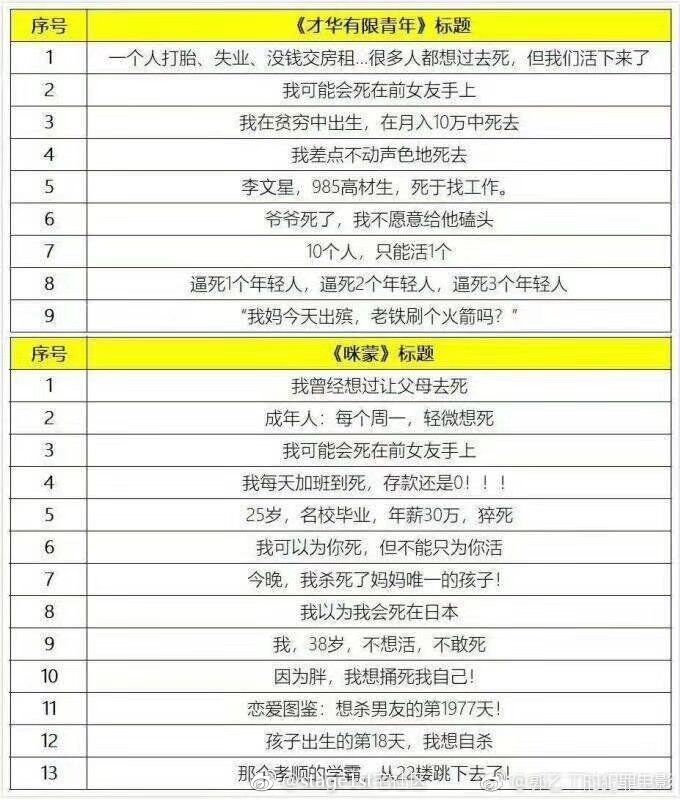 序号 《才华有限青年》标题
1 一个人打胎、失业、没钱交房租...很多人都想过去死，但我们活下来了
2 我可能会死在前女友手上
3 我在贫穷中出生，在月入10万中死去
4 我差点不动声色地死去
5 李文星，985高材生，死于找工作。
6 爷爷死了，我不愿意给他磕头
7 10个人，只能活1个
8 逼死1个年轻人，逼死2个年轻人，逼死3个年轻人
9 “我妈今天出殡，老铁刷个火箭吗？”
序号 《咪蒙》标题
1 我曾经想过让父母去死
2 成年人：每个周一，轻微想死
3 我可能会死在前女友手上
4 我每天加班到死，存款还是0！！！
5 25岁，名校毕业，年薪30万，猝死
6 我可以为你死，但不能只为你活
7 今晚，我杀死了妈妈唯一的孩子！
8 我以为我会死在日本
9 我，38岁，不想活，不敢死
10 因为胖，我想捅死我自己！
11 恋爱图鉴：想杀男友的第1977天！
12 孩子出生的第18天，我想自杀
13 那个孝顺的学霸，从22楼跳下去了！